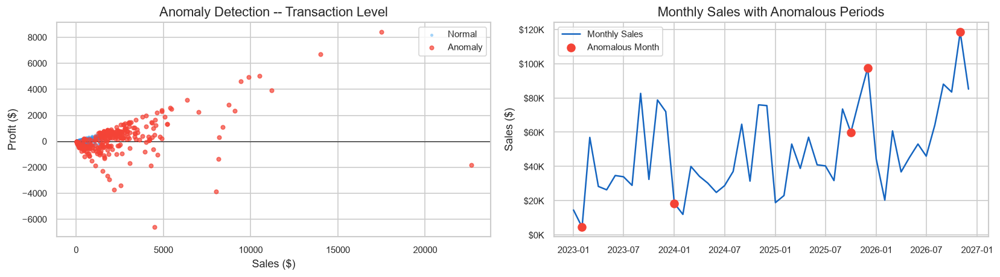 Anomaly Detection -- Transaction Level
Normal
Anomaly
8000
6000
4000
2000
0
−2000
−4000
−6000
Profit ($)
0
5000
10000
15000
20000
Sales ($)
Monthly Sales with Anomalous Periods
Monthly Sales
Anomalous Month
$120K
$100K
$80K
$60K
$40K
$20K
$0K
Sales ($)
2023-01
2023-07
2024-01
2024-07
2025-01
2025-07
2026-01
2026-07
2027-01